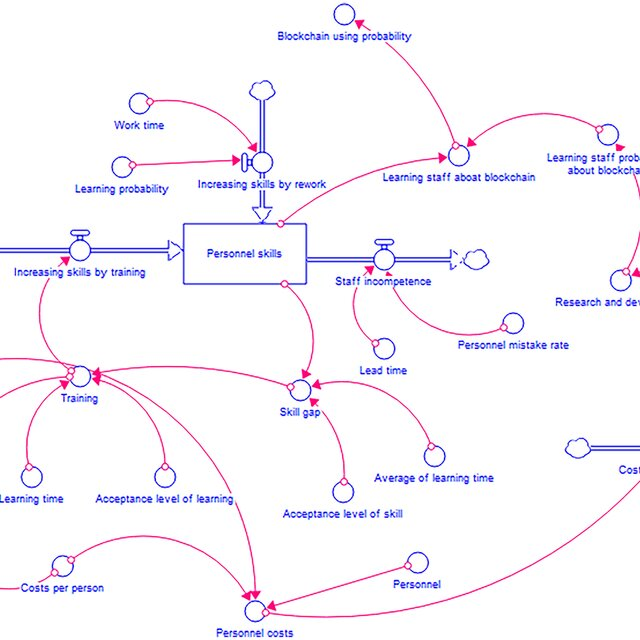 Blockchain using probability
Work time
Learning staff prob
about blockcha
Learning staff aboat blockchain
Learning probability
Increasing skills by rework
Personnel skills
Increasing skills by training
Staff incompetence
Research and dev
Personnel mistake rate
Lead time
Training
Skill gap
Cost
Average of learning time
Learning time
Acceptance level of learning
Acceptance level of skill
Costs per person
Personnel
Personnel costs